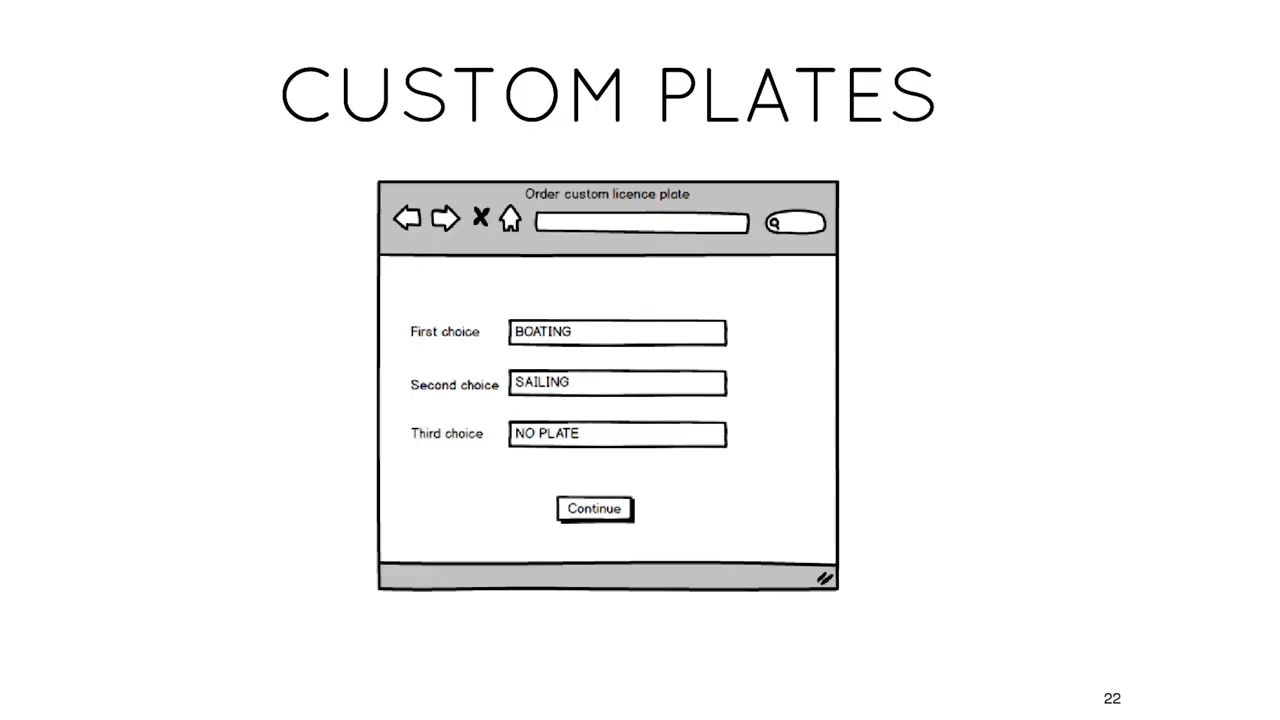 CUSTOM PLATES
Order custom licence plate
First choice BOATING
Second choice SAILING
Third choice NO PLATE
Continue
22